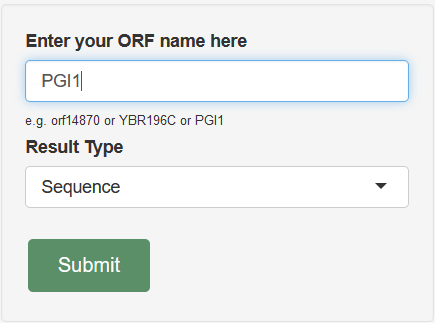 Enter your ORF name here
PGI1
e.g. orf14870 or YBR196C or PGI1
Result Type
Sequence
Submit